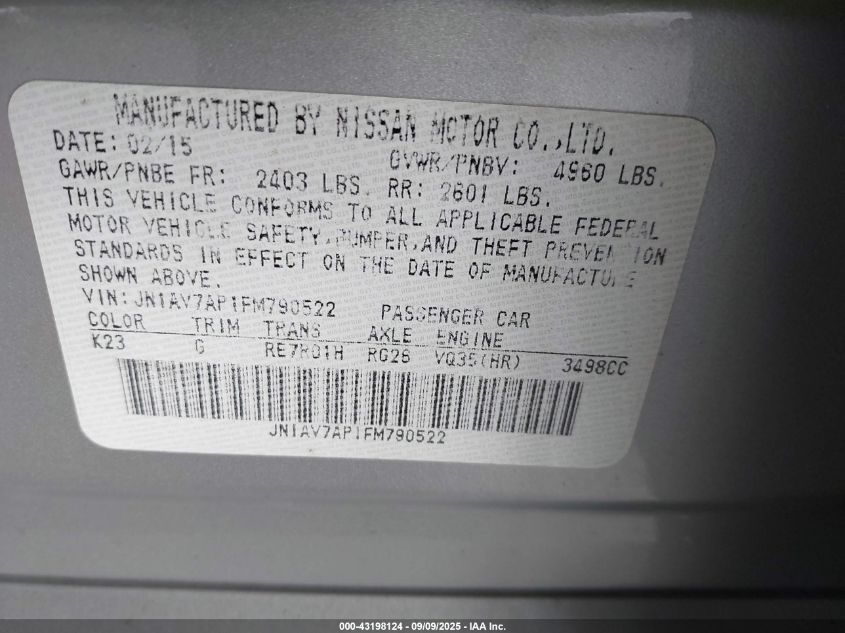 MANUFACTURED BY NISSAN MOTOR CO.,LTD.
DATE: 02/15 GVWR/PNBV: 4960 LBS.
GAWR/PNBE FR: 2403 LBS. RR: 2601 LBS.
THIS VEHICLE CONFORMS TO ALL APPLICABLE FEDERAL
MOTOR VEHICLE SAFETY,BUMPER,AND THEFT PREVENTION
STANDARDS IN EFFECT ON THE DATE OF MANUFACTURE
SHOWN ABOVE.
VIN:JN1AV7AP1FM790522 PASSENGER CAR
COLOR TRIM TRANS AXLE ENGINE
K23 G RE7R01H RG26 VQ35(HR) 3498CC
JN1AV7AP1FM790522
000-43198124 - 09/09/2025 - IAA Inc.